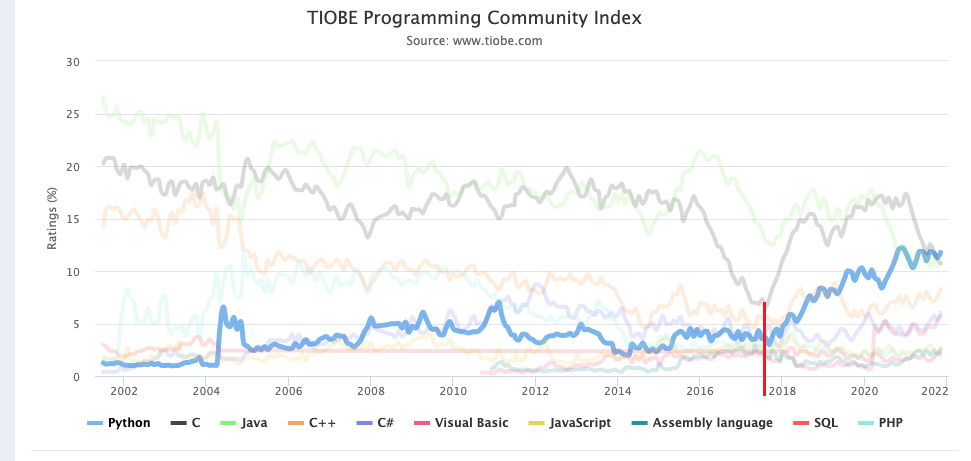 TIOBE Programming Community Index
Source: www.tiobe.com
30
25
20
15
10
5
0
Ratings (%)
2002 2004 2006 2008 2010 2012 2014 2016 2018 2020 2022
Python C Java C++ C# Visual Basic JavaScript Assembly language SQL PHP